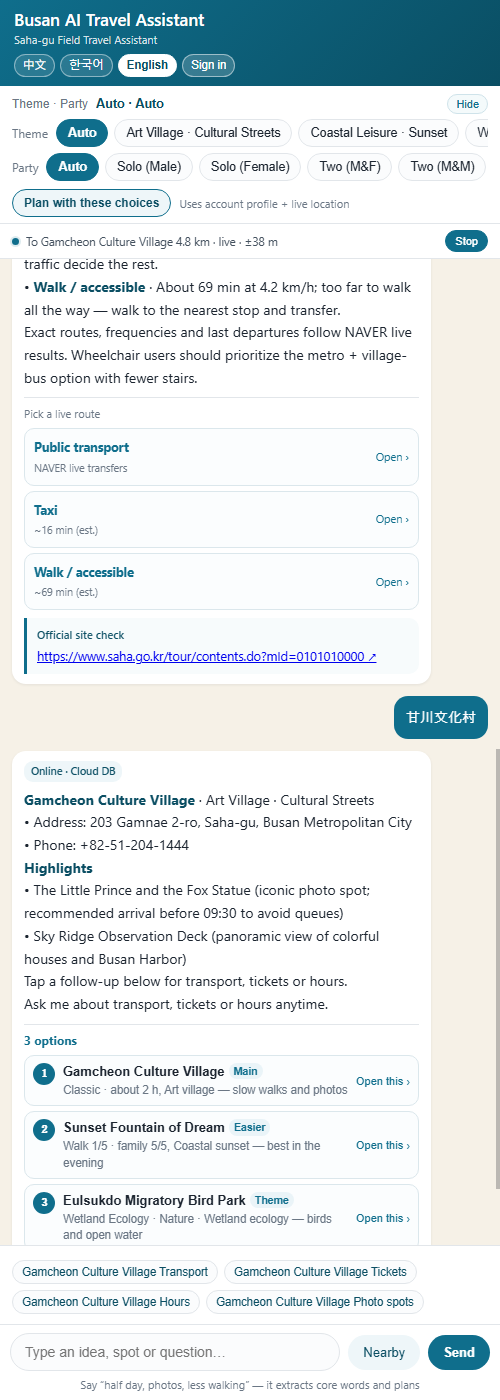 Busan AI Travel Assistant
Saha-gu Field Travel Assistant
中文 한국어 English Sign in
Theme · Party Auto · Auto Hide
Theme Auto Art Village · Cultural Streets Coastal Leisure · Sunset W
Party Auto Solo (Male) Solo (Female) Two (M&F) Two (M&M)
Plan with these choices Uses account profile + live location
To Gamcheon Culture Village 4.8 km · live · ±38 m Stop
traffic decide the rest.
• Walk / accessible · About 69 min at 4.2 km/h; too far to walk
all the way — walk to the nearest stop and transfer.
Exact routes, frequencies and last departures follow NAVER live
results. Wheelchair users should prioritize the metro + village-
bus option with fewer stairs.
Pick a live route
Public transport
NAVER live transfers
Open ›
Taxi
~16 min (est.)
Open ›
Walk / accessible
~69 min (est.)
Open ›
Official site check
https://www.saha.go.kr/tour/contents.do?mId=0101010000 ↗
甘川文化村
Online · Cloud DB
Gamcheon Culture Village · Art Village · Cultural Streets
• Address: 203 Gamnae 2-ro, Saha-gu, Busan Metropolitan City
• Phone: +82-51-204-1444
Highlights
• The Little Prince and the Fox Statue (iconic photo spot;
recommended arrival before 09:30 to avoid queues)
• Sky Ridge Observation Deck (panoramic view of colorful
houses and Busan Harbor)
Tap a follow-up below for transport, tickets or hours.
Ask me about transport, tickets or hours anytime.
3 options
1 Gamcheon Culture Village Main
Classic · about 2 h, Art village — slow walks and photos
Open this ›
2 Sunset Fountain of Dream Easier
Walk 1/5 · family 5/5, Coastal sunset — best in the
evening
Open this ›
3 Eulsukdo Migratory Bird Park Theme
Wetland Ecology · Nature · Wetland ecology — birds
and open water
Open this ›
Gamcheon Culture Village Transport Gamcheon Culture Village Tickets
Gamcheon Culture Village Hours Gamcheon Culture Village Photo spots
Type an idea, spot or question… Nearby Send
Say “half day, photos, less walking” — it extracts core words and plans